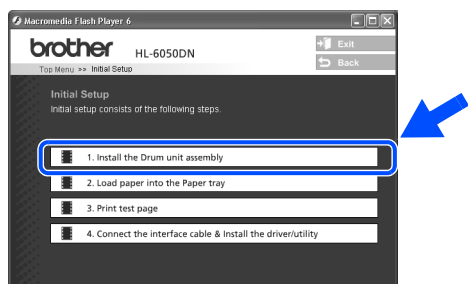 Macromedia Flash Player 6
brother HL-6050DN
Exit
Back
Top Menu >> Initial Setup
Initial Setup
Initial setup consists of the following steps.
1. Install the Drum unit assembly
2. Load paper into the Paper tray
3. Print test page
4. Connect the interface cable & Install the driver/utility